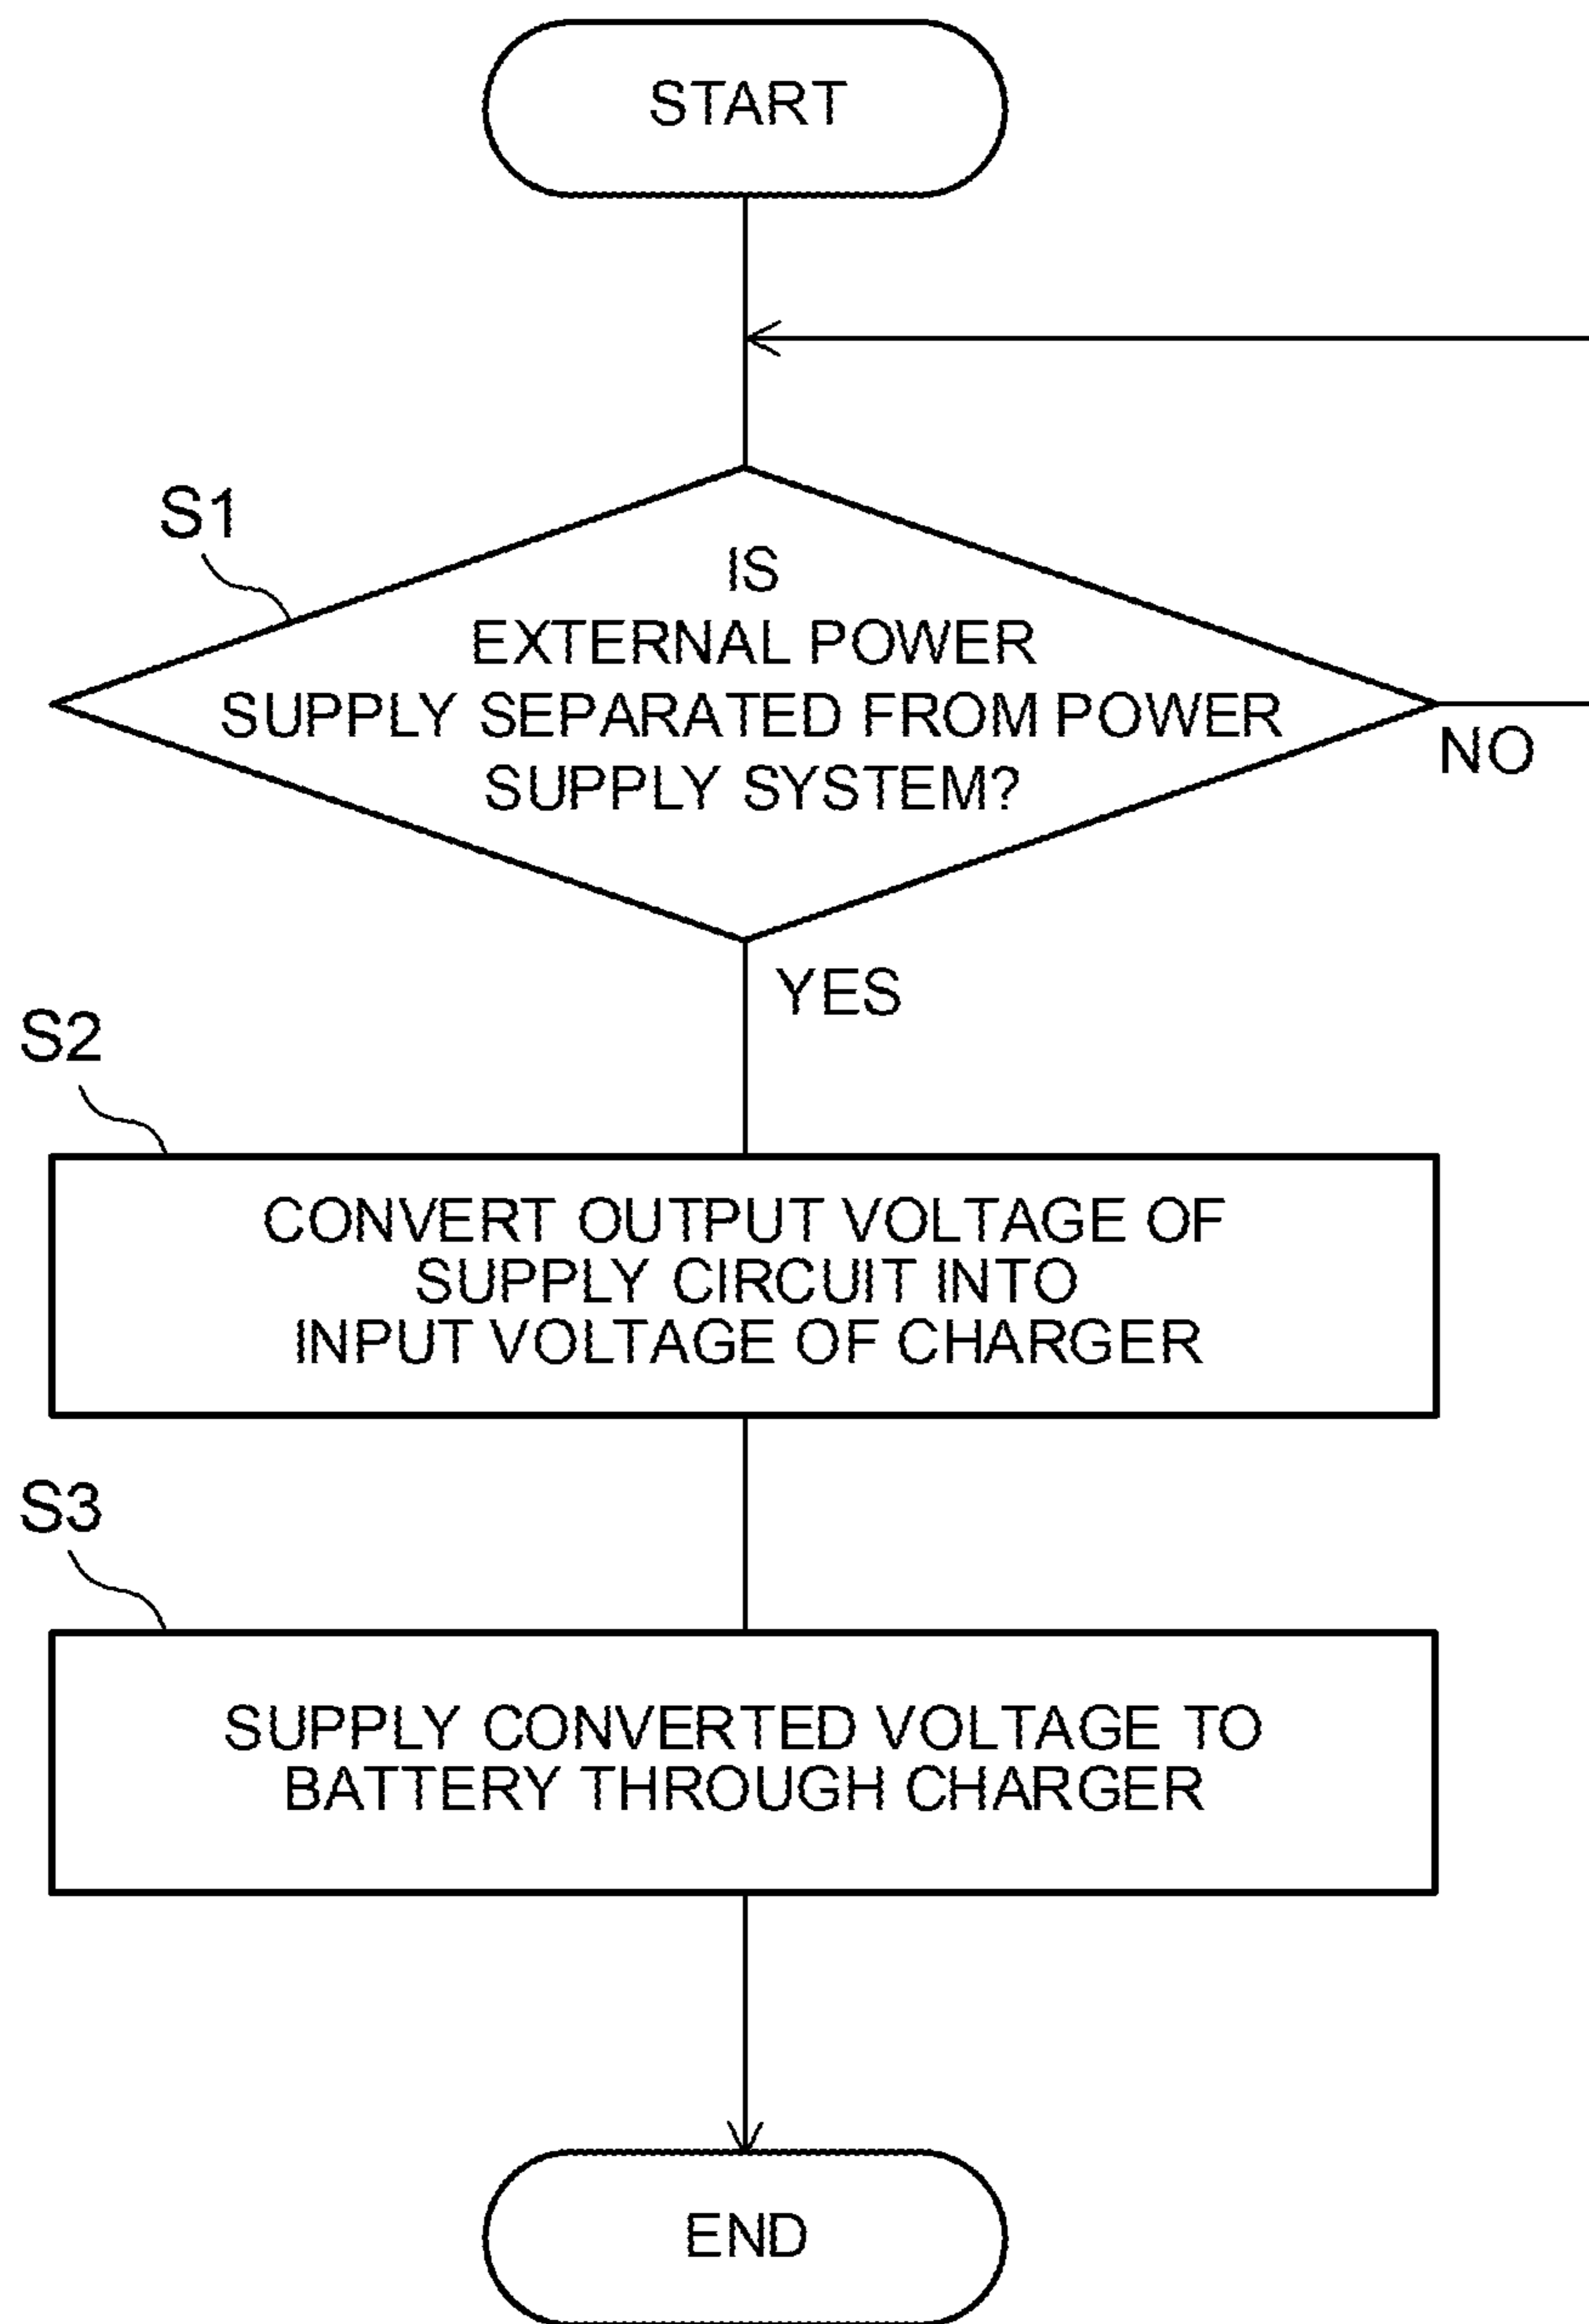 START
S1
IS
EXTERNAL POWER
SUPPLY SEPARATED FROM POWER
SUPPLY SYSTEM?
NO
YES
S2
CONVERT OUTPUT VOLTAGE OF
SUPPLY CIRCUIT INTO
INPUT VOLTAGE OF CHARGER
S3
SUPPLY CONVERTED VOLTAGE TO
BATTERY THROUGH CHARGER
END